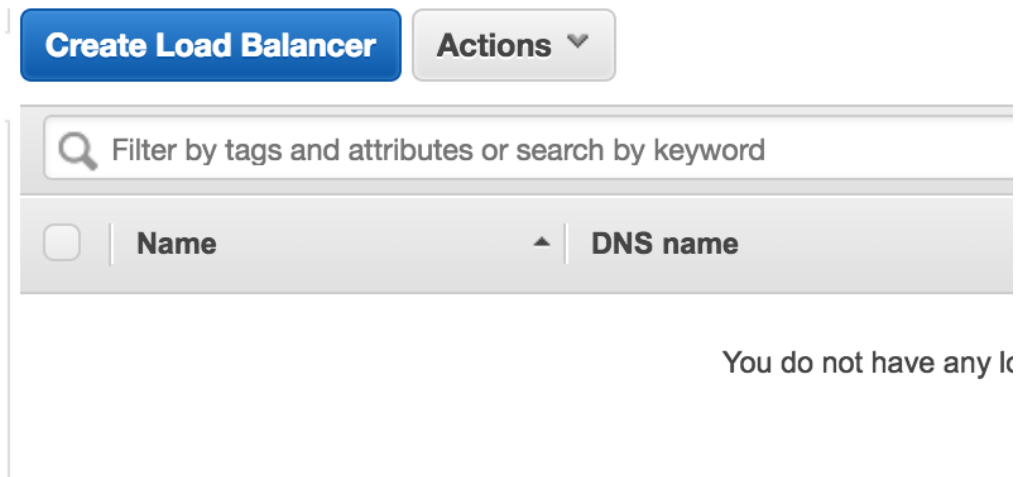 Create Load Balancer Actions
Filter by tags and attributes or search by keyword
Name DNS name
You do not have any